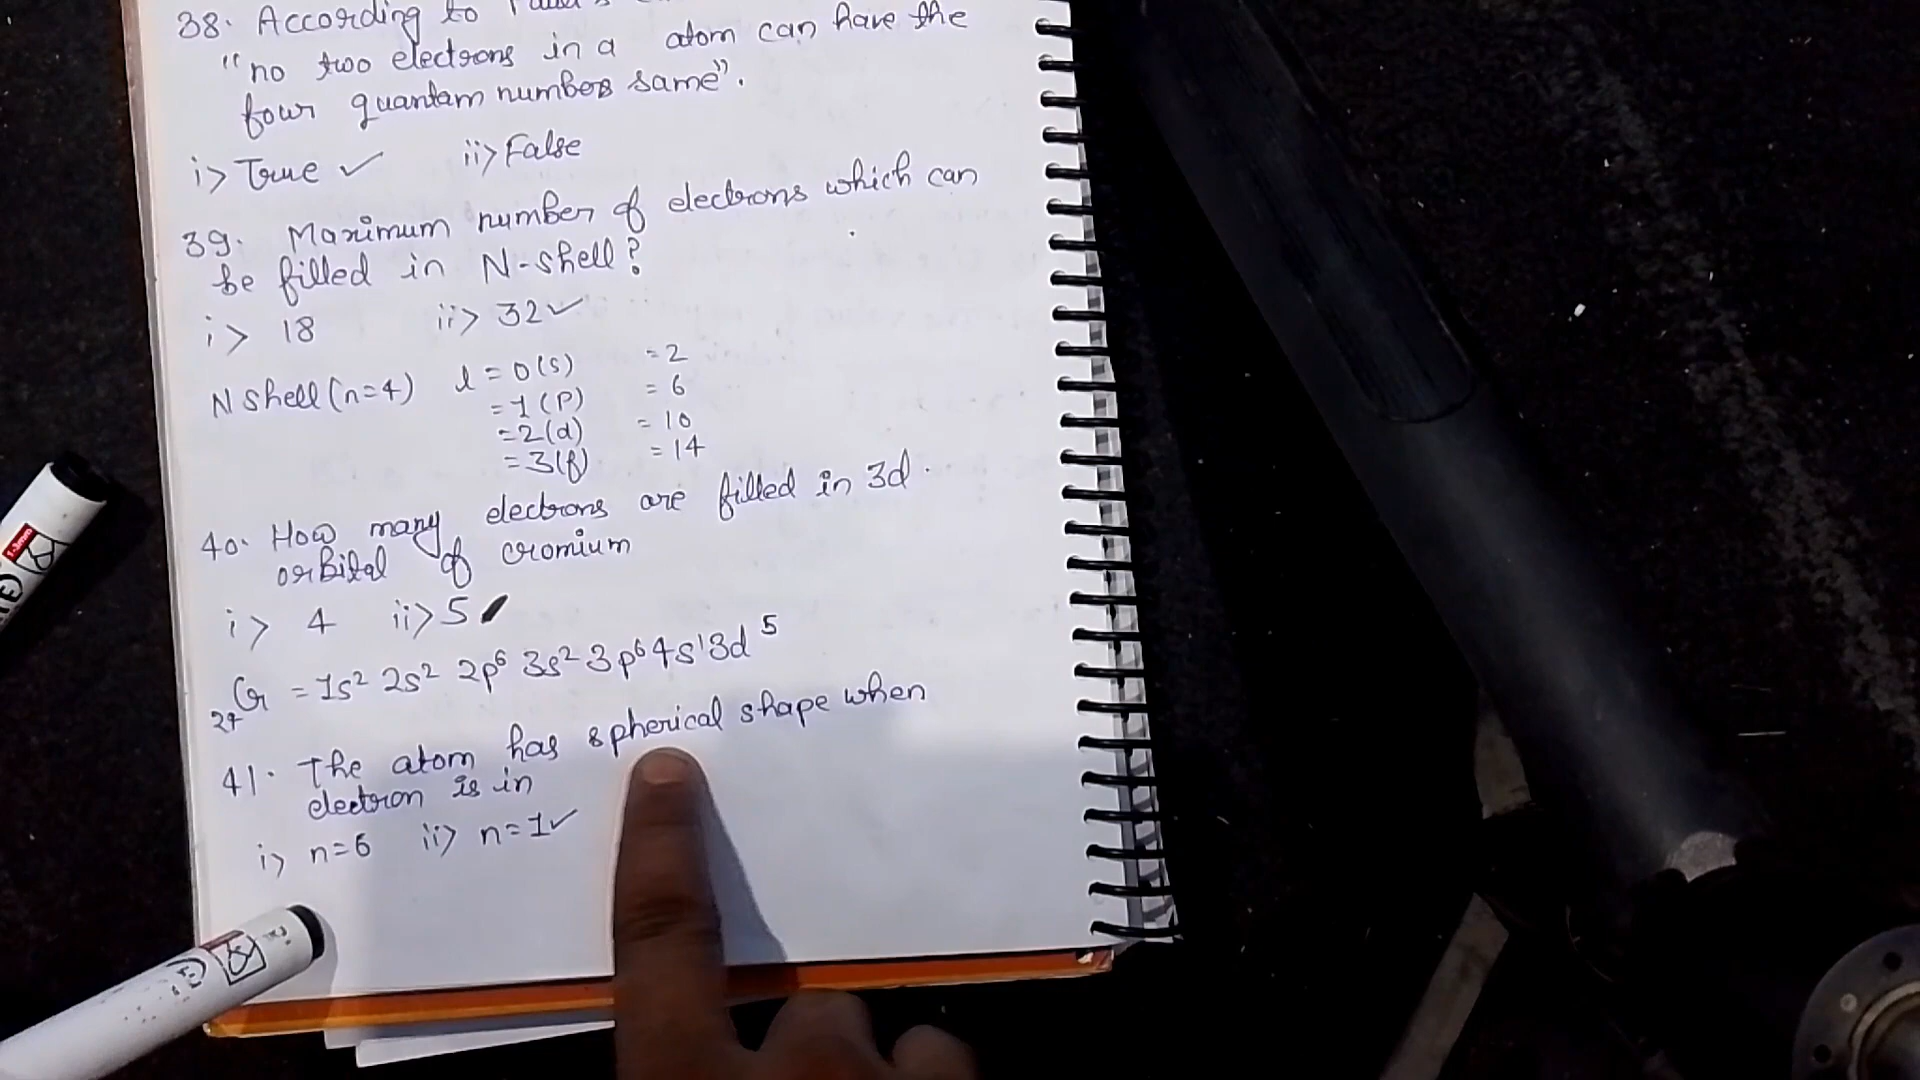 38. According to
"no two electrons in a atom can have the
four quantam numbers same".
i> True ✓ ii> False
39. Maximum number of electrons which can
be filled in N-shell?
i> 18 ii> 32 ✓
N shell (n=4) l = 0(s) = 2
= 1(p) = 6
= 2(d) = 10
= 3(f) = 14
40. How many electrons are filled in 3d
orbital of cromium
i> 4 ii> 5
24Cr = 1s² 2s² 2p⁶ 3s² 3p⁶ 4s¹ 3d⁵
41. The atom has spherical shape when
electron is in
i> n=6 ii> n=1 ✓